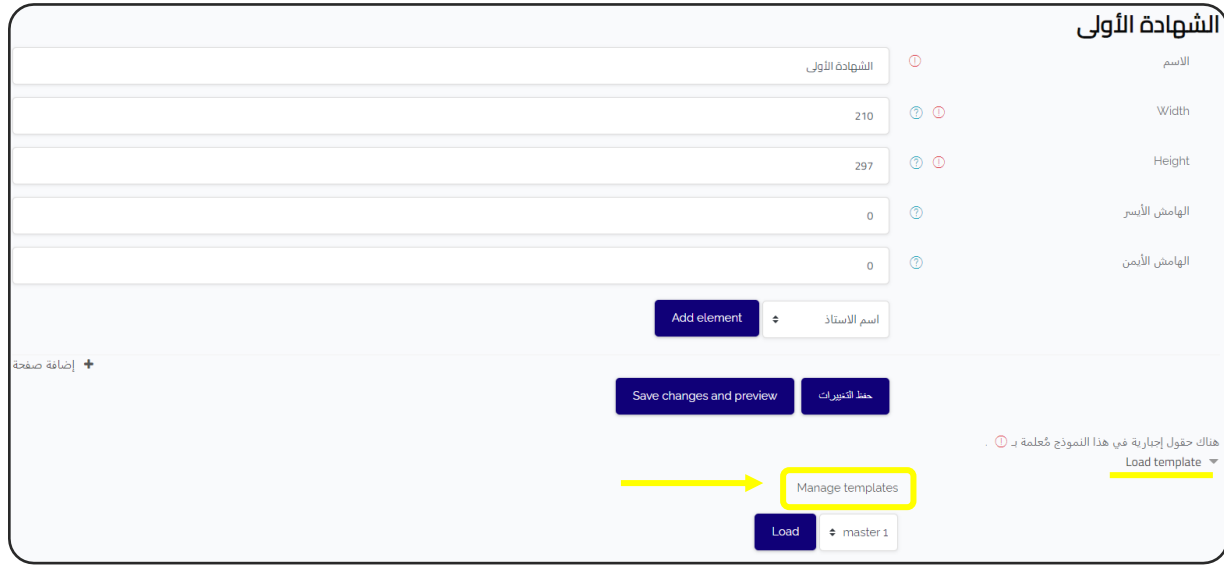 الشهادة الأولى
الاسم
الشهادة الأولى
Width
210
Height
297
الهامش الأيسر
0
الهامش الأيمن
0
اسم الاستاذ
Add element
إضافة صفحة
حفظ التغييرات
Save changes and preview
هناك حقول إجبارية في هذا النموذج مُعلمة بـ .
Load template
Manage templates
master 1
Load